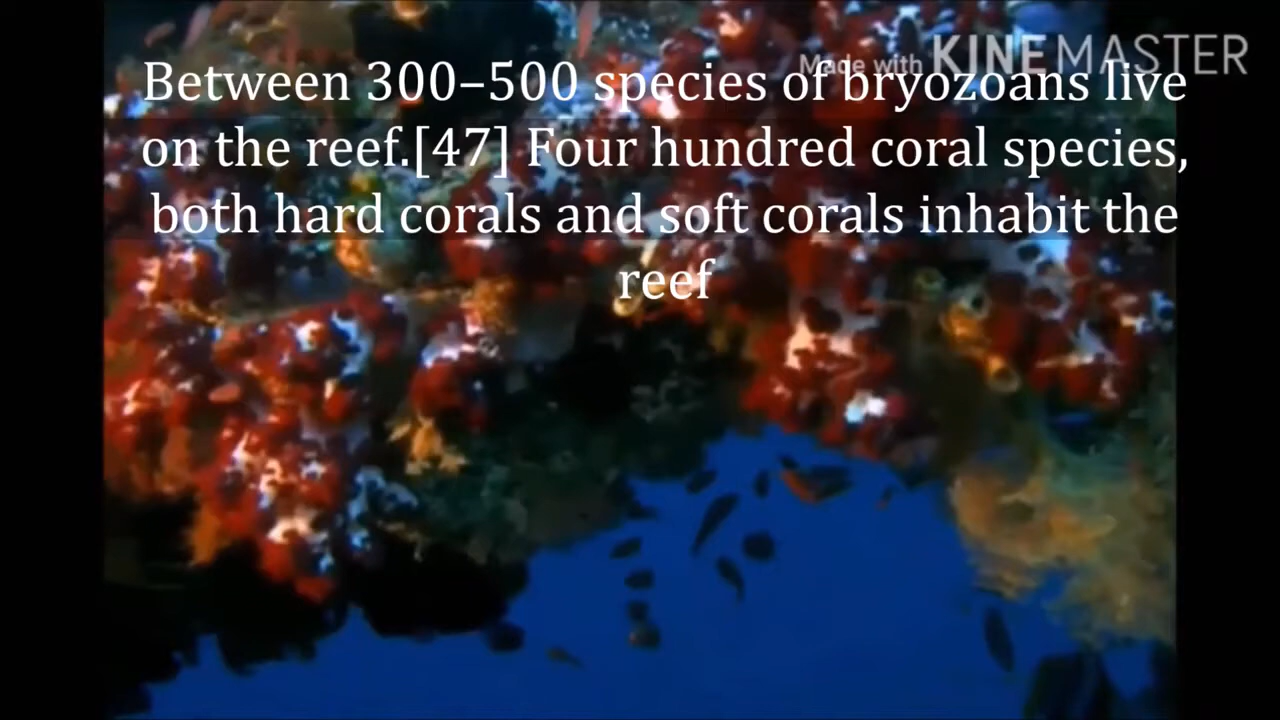 Made with KINEMASTER
Between 300–500 species of bryozoans live
on the reef.[47] Four hundred coral species,
both hard corals and soft corals inhabit the
reef